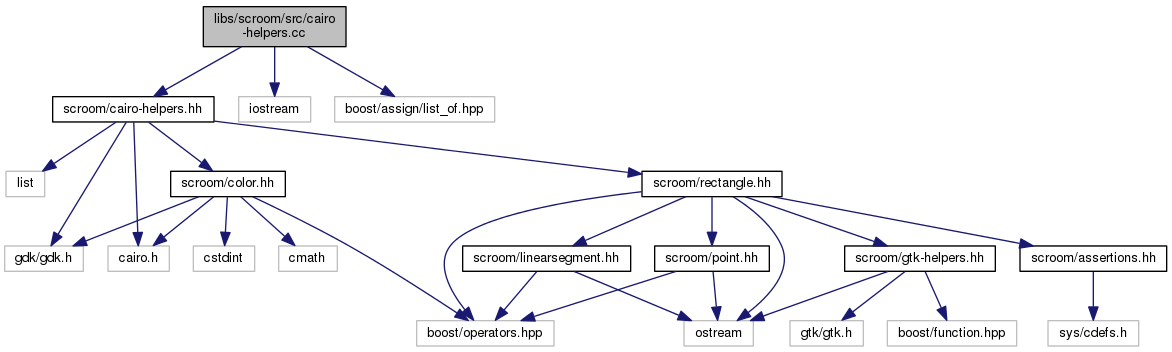 libs/scroom/src/cairo
-helpers.cc
scroom/cairo-helpers.hh
iostream
boost/assign/list_of.hpp
list
scroom/color.hh
scroom/rectangle.hh
gdk/gdk.h
cairo.h
cstdint
cmath
scroom/linearsegment.hh
scroom/point.hh
scroom/gtk-helpers.hh
scroom/assertions.hh
boost/operators.hpp
ostream
gtk/gtk.h
boost/function.hpp
sys/cdefs.h